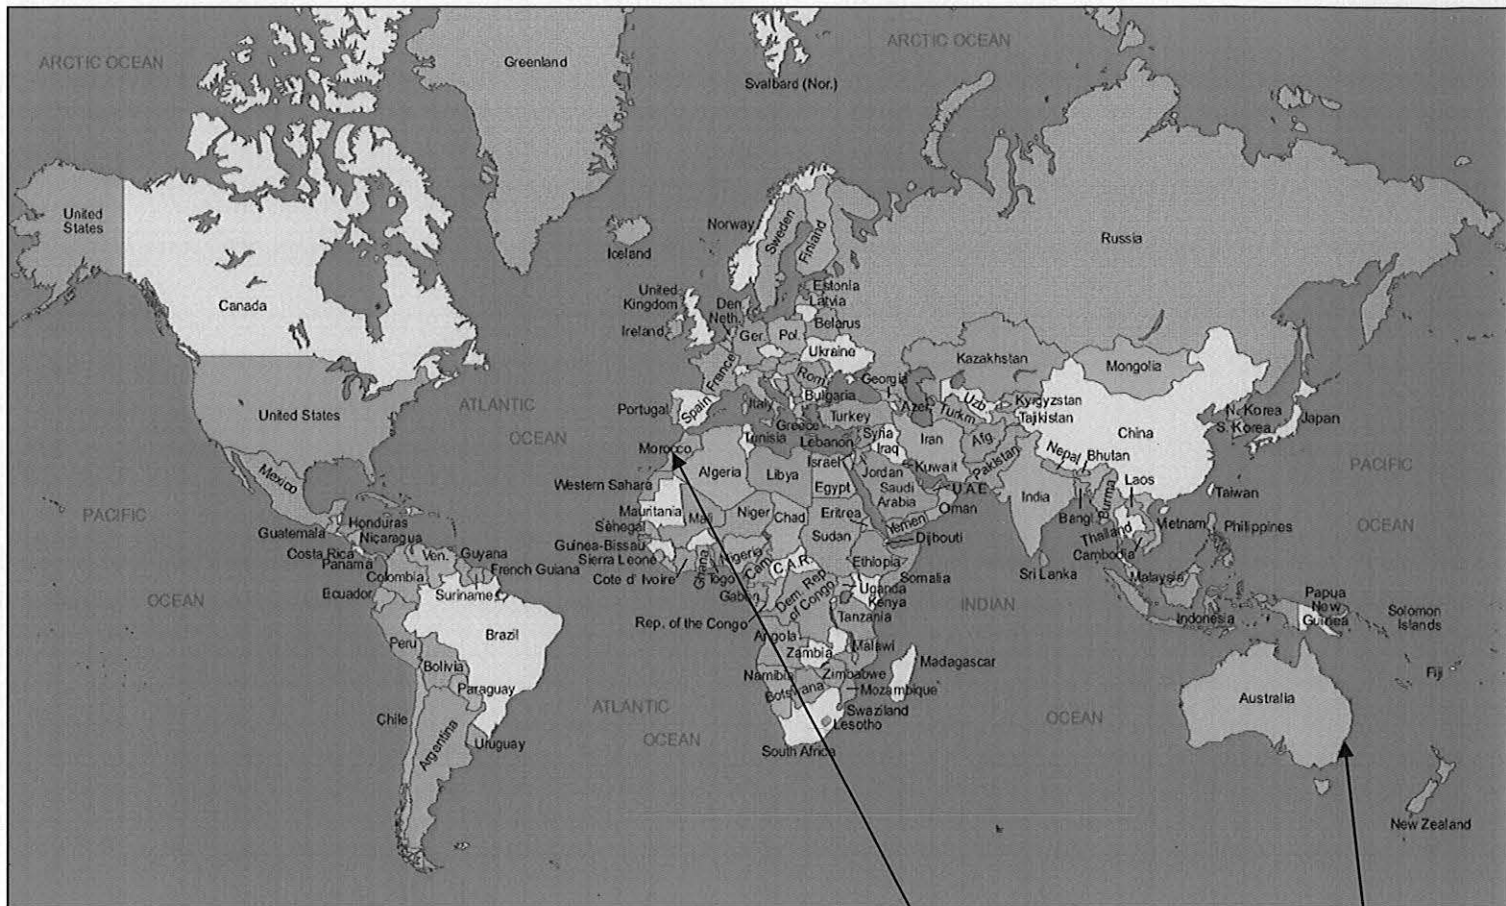 ARCTIC OCEAN
Greenland
ARCTIC OCEAN
Svalbard (Nor.)
United
States
Canada
Iceland
Norway
Sweden
Finland
Russia
United
Kingdom
Ireland
Den
Neth.
Estonia
Latvia
Belarus
Ger
Pol.
Ukraine
France
Rom.
Kazakhstan
Mongolia
United States
ATLANTIC
OCEAN
Portugal
Spain
Italy
Bulgaria
Georgia
Greece
Turkey
Azer.
Uzb
Turkm.
Kyrgyzstan
Tajikistan
China
N. Korea
S. Korea
Japan
Morocco
Tunisia
Lebanon
Syria
Iraq
Iran
Afg.
Pakistan
Nepal
Bhutan
PACIFIC
OCEAN
Mexico
Western Sahara
Algeria
Libya
Israel
Egypt
Jordan
Kuwait
Saudi
Arabia
U.A.E
Oman
India
Bangl
Burma
Laos
Taiwan
PACIFIC
OCEAN
Guatemala
Honduras
Nicaragua
Costa Rica
Panama
Mauritania
Mali
Niger
Chad
Sudan
Eritrea
Yemen
Djibouti
Thailand
Vietnam
Cambodia
Philippines
Senegal
Guinea-Bissau
Sierra Leone
Cote d' Ivoire
Ghana
Togo
Nigeria
Cam.
C.A.R.
Ethiopia
Somalia
Sri Lanka
Malaysia
Ven.
Guyana
French Guiana
Suriname
Colombia
Ecuador
Gabon
Rep. of the Congo
Dem. Rep
of Congo
Uganda
Kenya
Tanzania
INDIAN
OCEAN
Indonesia
Papua
New
Guinea
Solomon
Islands
Peru
Brazil
Bolivia
Paraguay
Chile
Argentina
Uruguay
ATLANTIC
OCEAN
Angola
Zambia
Malawi
Namibia
Botswana
Zimbabwe
Mozambique
Madagascar
Swaziland
Lesotho
South Africa
Australia
Fiji
New Zealand